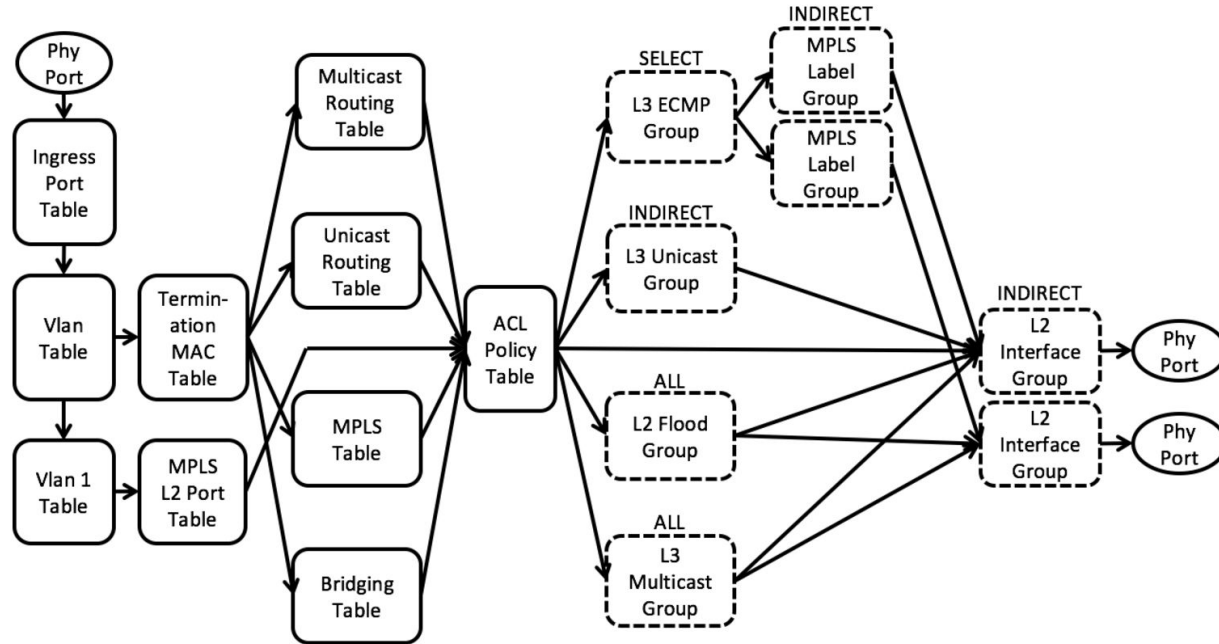 Phy
Port
Ingress
Port
Table
Vlan
Table
Vlan 1
Table
Termin-
ation
MAC
Table
MPLS
L2 Port
Table
Multicast
Routing
Table
Unicast
Routing
Table
MPLS
Table
Bridging
Table
ACL
Policy
Table
SELECT
L3 ECMP
Group
INDIRECT
L3 Unicast
Group
ALL
L2 Flood
Group
ALL
L3
Multicast
Group
INDIRECT
MPLS
Label
Group
MPLS
Label
Group
INDIRECT
L2
Interface
Group
L2
Interface
Group
Phy
Port
Phy
Port